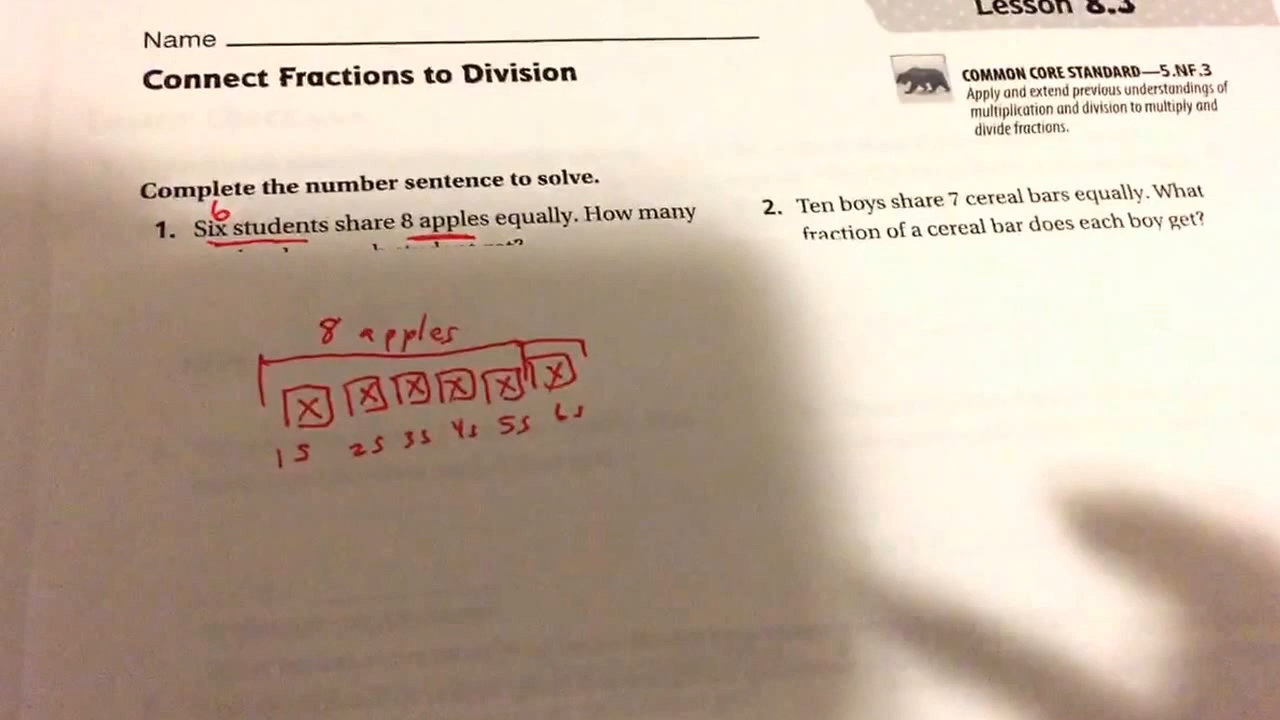 Lesson 8.3
Name
Connect Fractions to Division
COMMON CORE STANDARD—5.NF.3
Apply and extend previous understandings of
multiplication and division to multiply and
divide fractions.
Complete the number sentence to solve.
6
1. Six students share 8 apples equally. How many
2. Ten boys share 7 cereal bars equally. What
fraction of a cereal bar does each boy get?
8 apples
X X X X X X
1S 2S 3S 4S 5S 6S